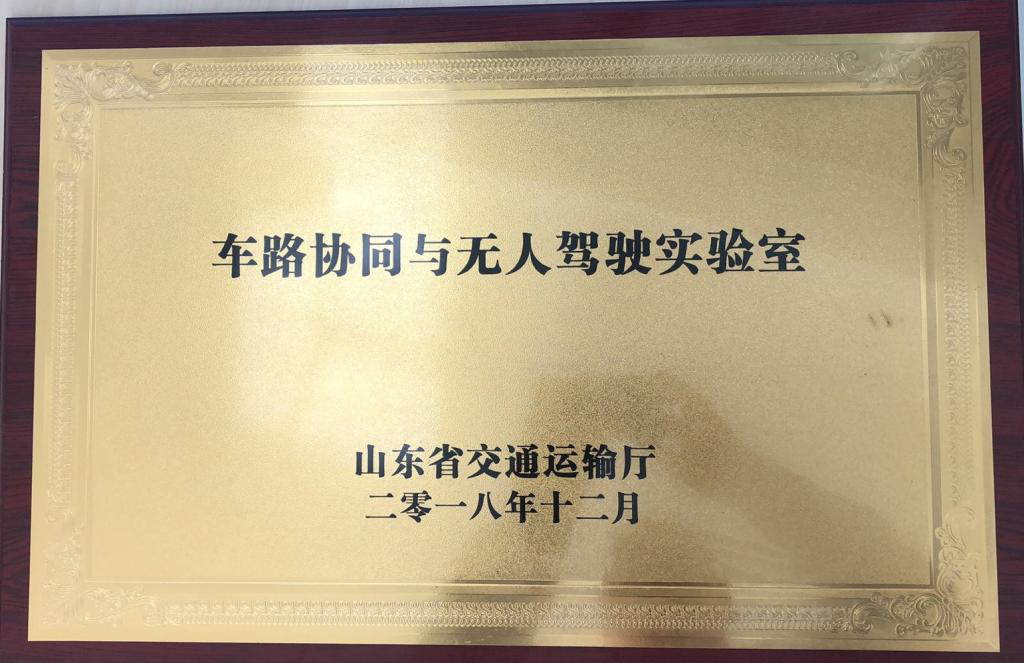 车路协同与无人驾驶实验室
山东省交通运输厅
二零一八年十二月